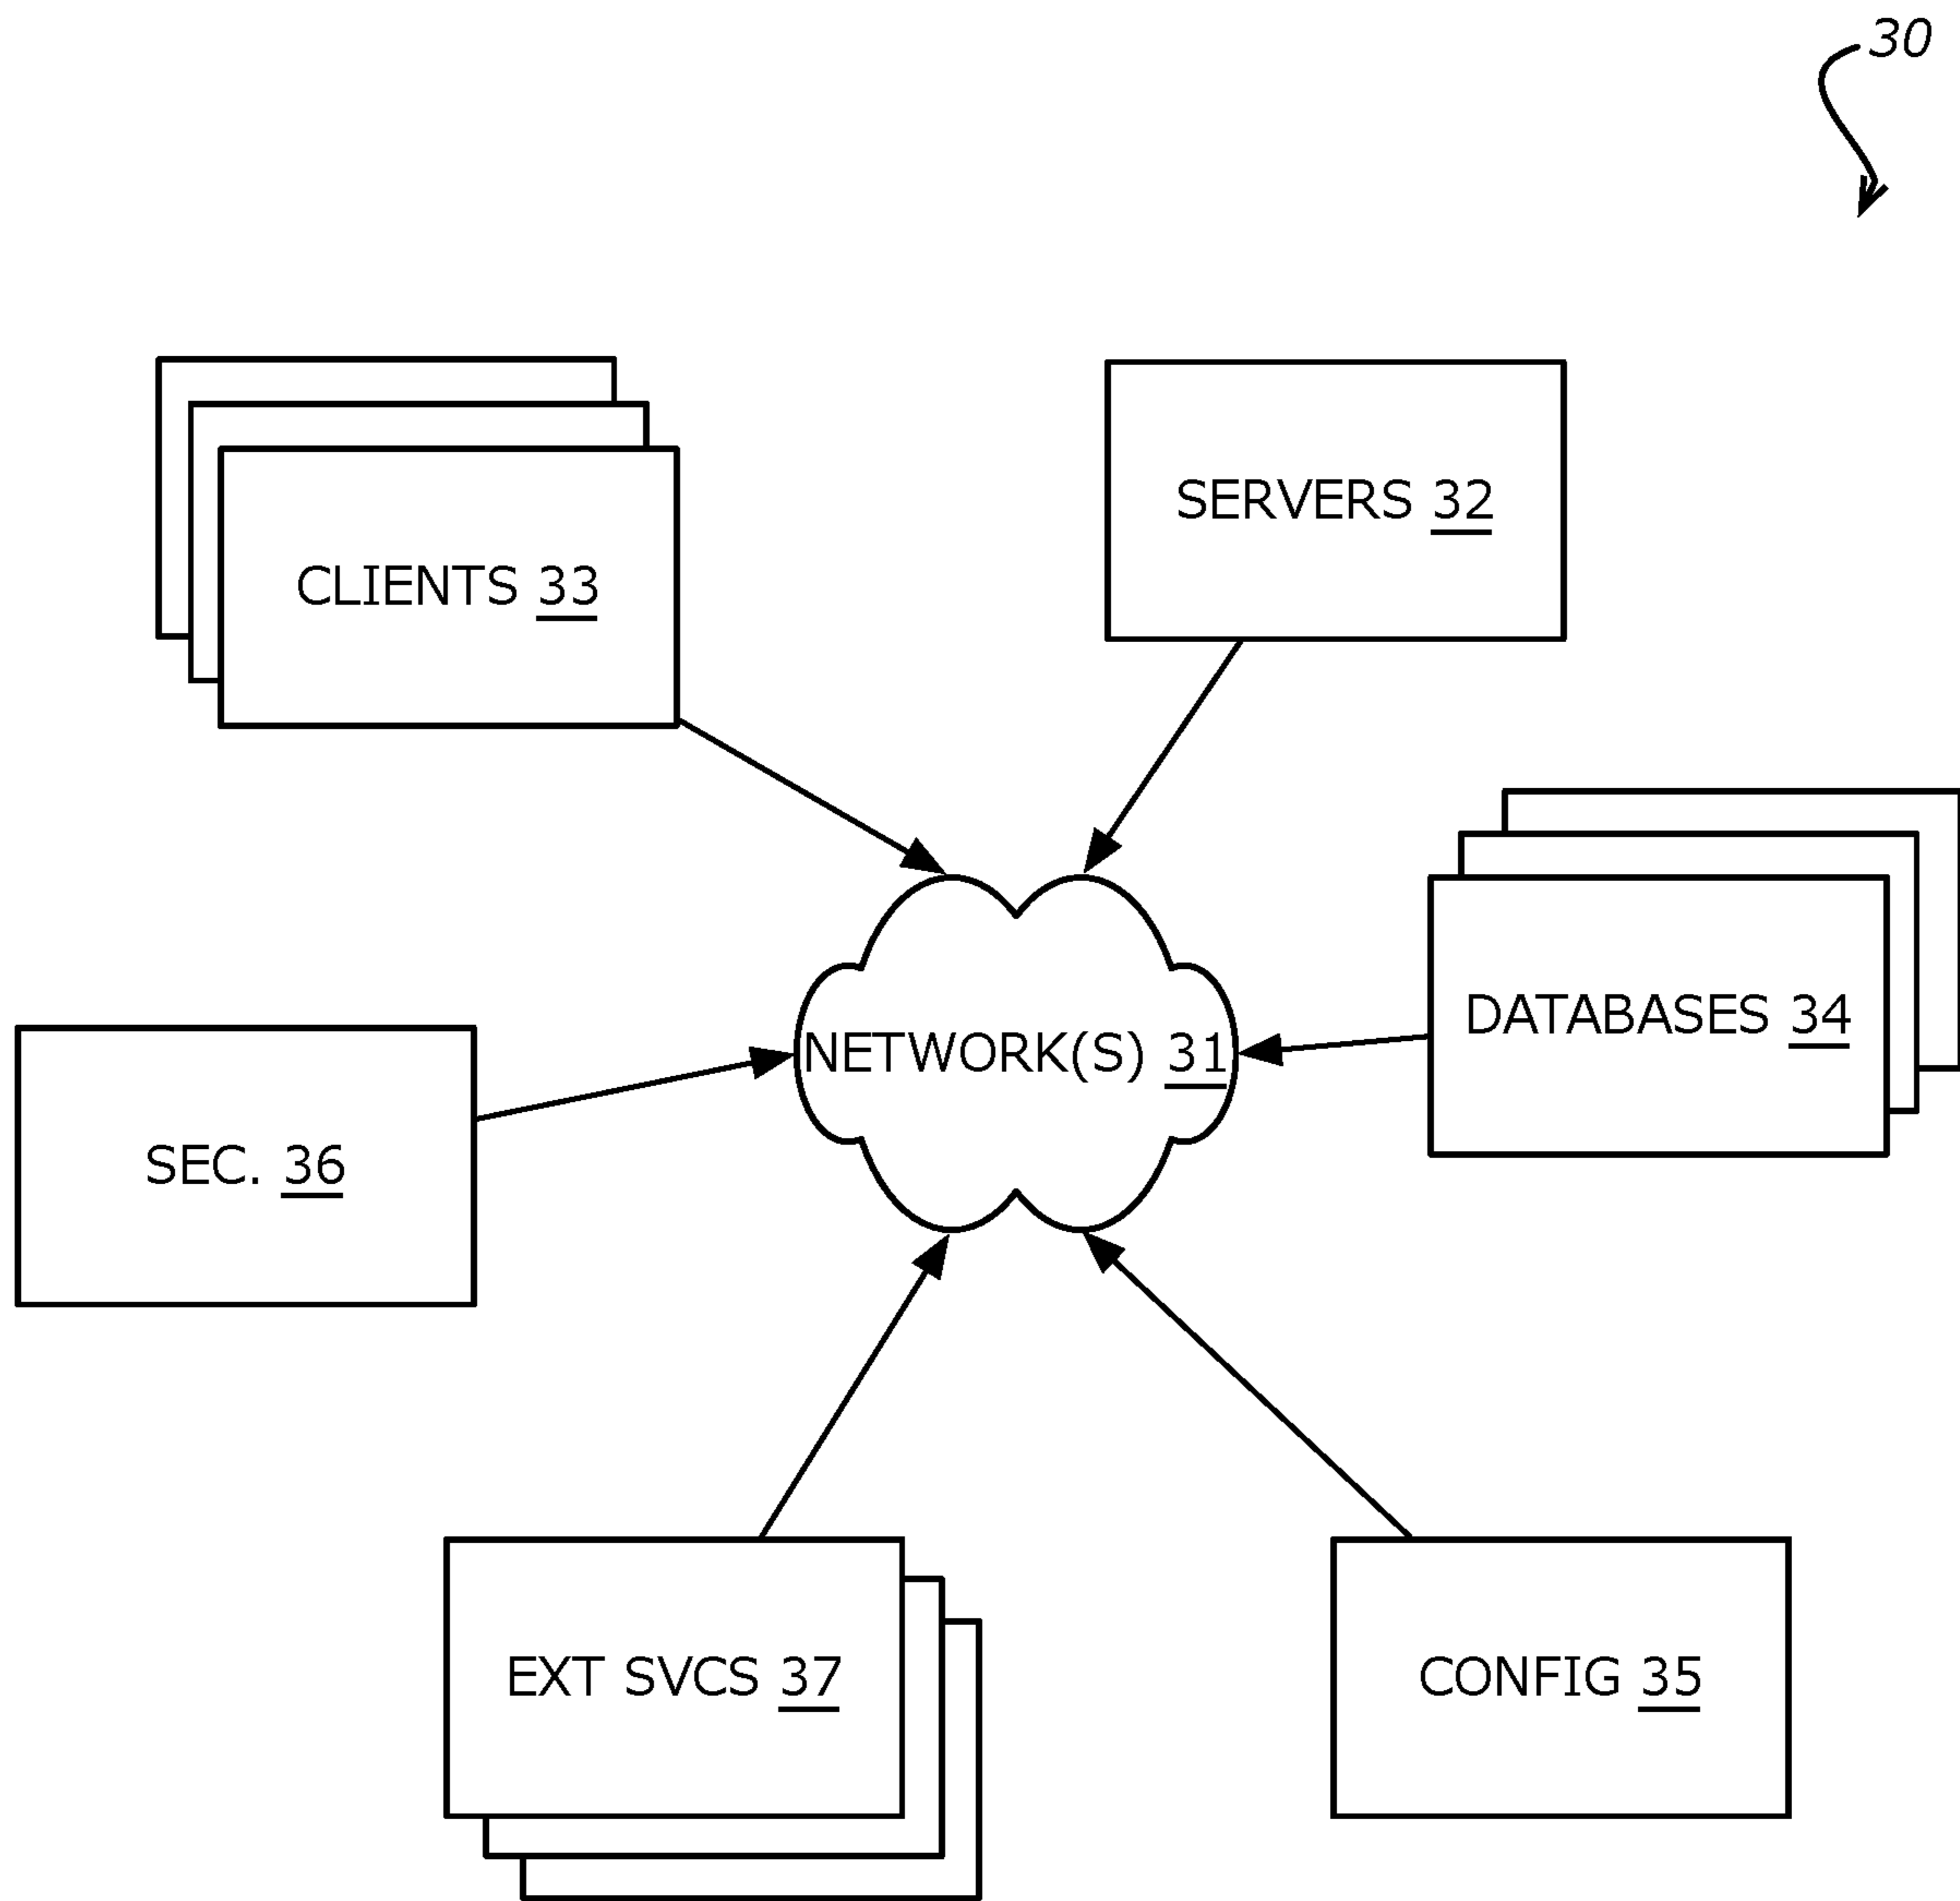 30
SERVERS 32
CLIENTS 33
DATABASES 34
NETWORK(S) 31
SEC. 36
EXT SVCS 37
CONFIG 35